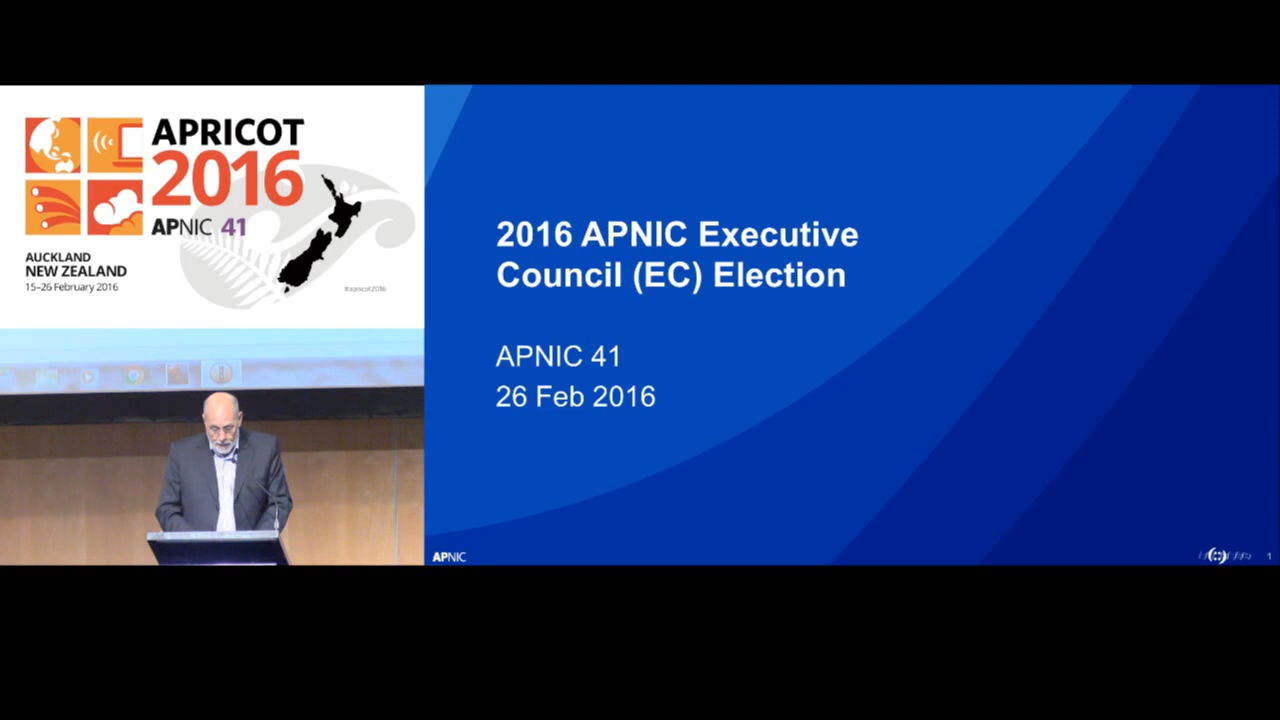 APRICOT
2016
APNIC 41
AUCKLAND
NEW ZEALAND
15–26 February 2016
#apricot2016
2016 APNIC Executive
Council (EC) Election
APNIC 41
26 Feb 2016
APNIC
1